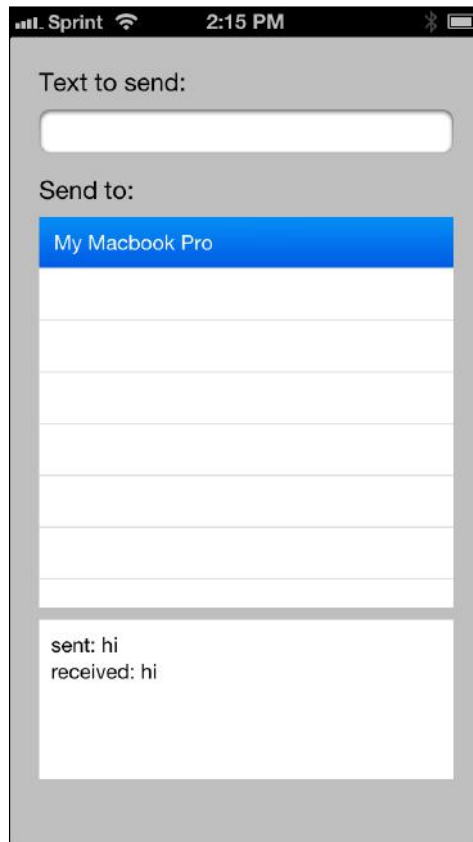 Sprint 2:15 PM
Text to send:
Send to:
My Macbook Pro
sent: hi
received: hi